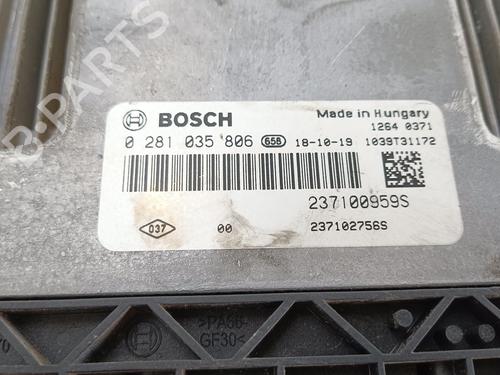 B-PARTS
BOSCH
Made in Hungary
1264 0371
0 281 035 806 658 18-10-19 1039T31172
237100959S
037 00 237102756S
>PA66-
GF30<